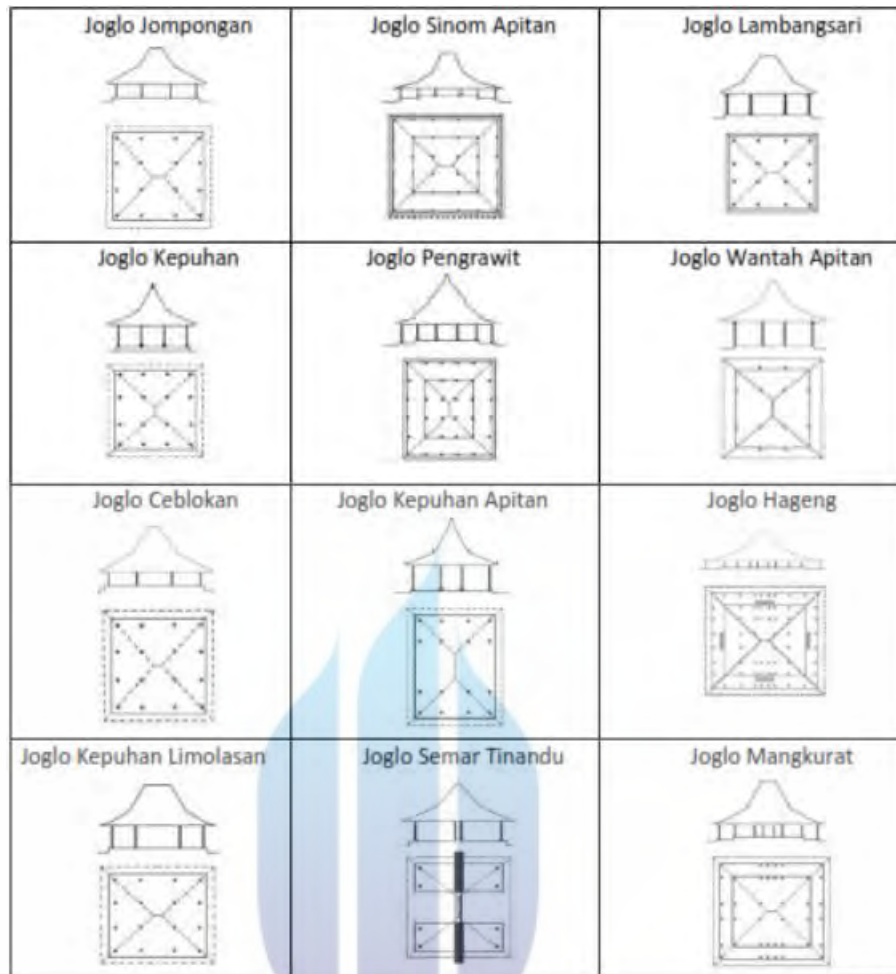 Joglo Jompongan
Joglo Sinom Apitan
Joglo Lambangsari
Joglo Kepuhan
Joglo Pengrawit
Joglo Wantah Apitan
Joglo Ceblokan
Joglo Kepuhan Apitan
Joglo Hageng
Joglo Kepuhan Limolasan
Joglo Semar Tinandu
Joglo Mangkurat